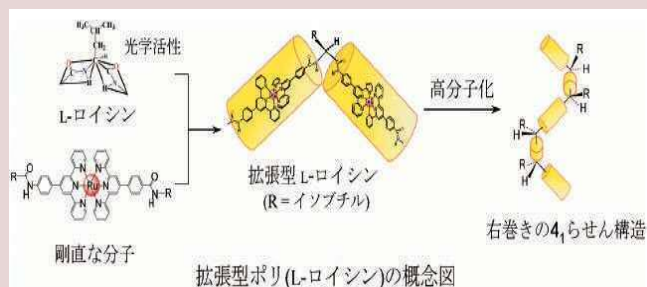 光学活性
L-ロイシン
剛直な分子
拡張型 L-ロイシン
(R = イソブチル)
高分子化
右巻きの4₁らせん構造
拡張型ポリ(L-ロイシン)の概念図